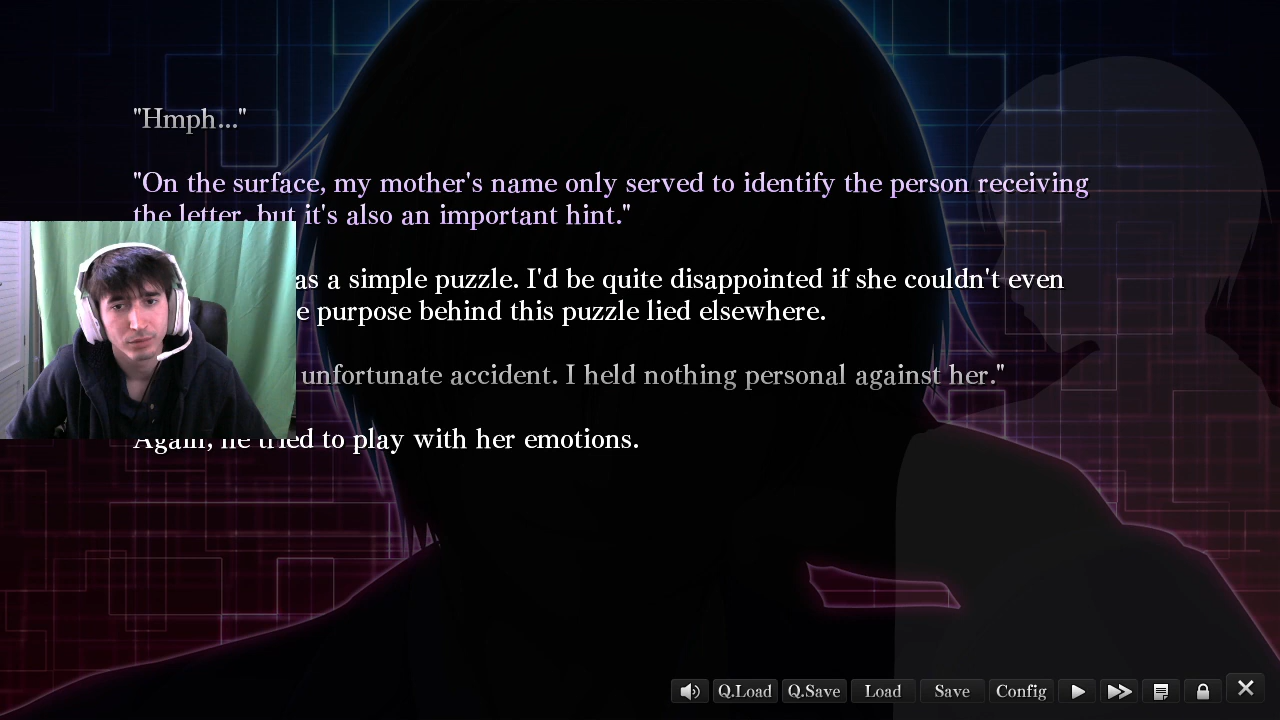 "Hmph..."
"On the surface, my mother's name only served to identify the person receiving
the letter, but it's also an important hint."
as a simple puzzle. I'd be quite disappointed if she couldn't even
purpose behind this puzzle lied elsewhere.
unfortunate accident. I held nothing personal against her."
Again, he tried to play with her emotions.
Q.Load Q.Save Load Save Config